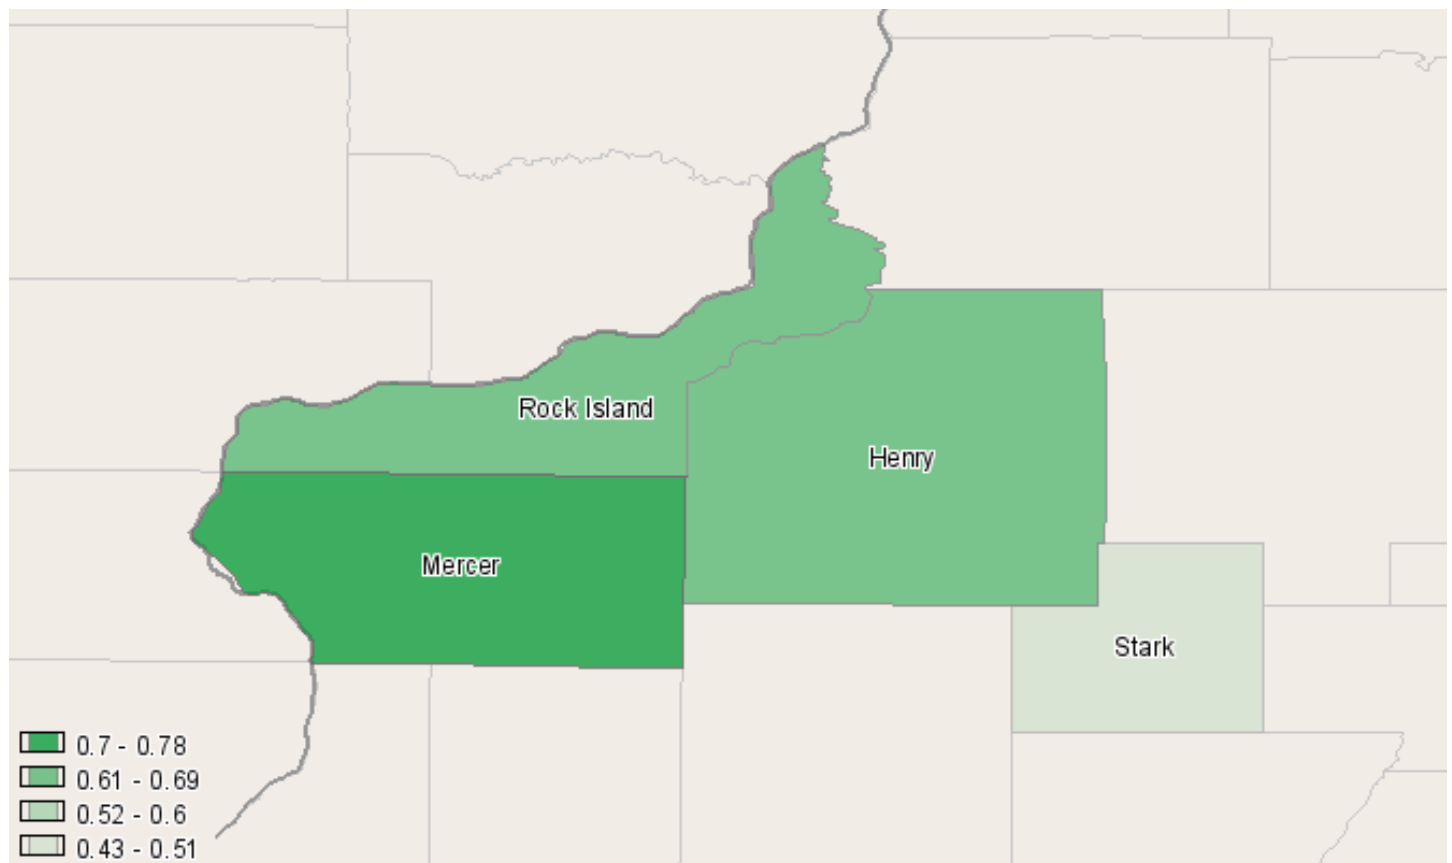 Rock Island
Henry
Mercer
Stark
0.7 - 0.78
0.61 - 0.69
0.52 - 0.6
0.43 - 0.51